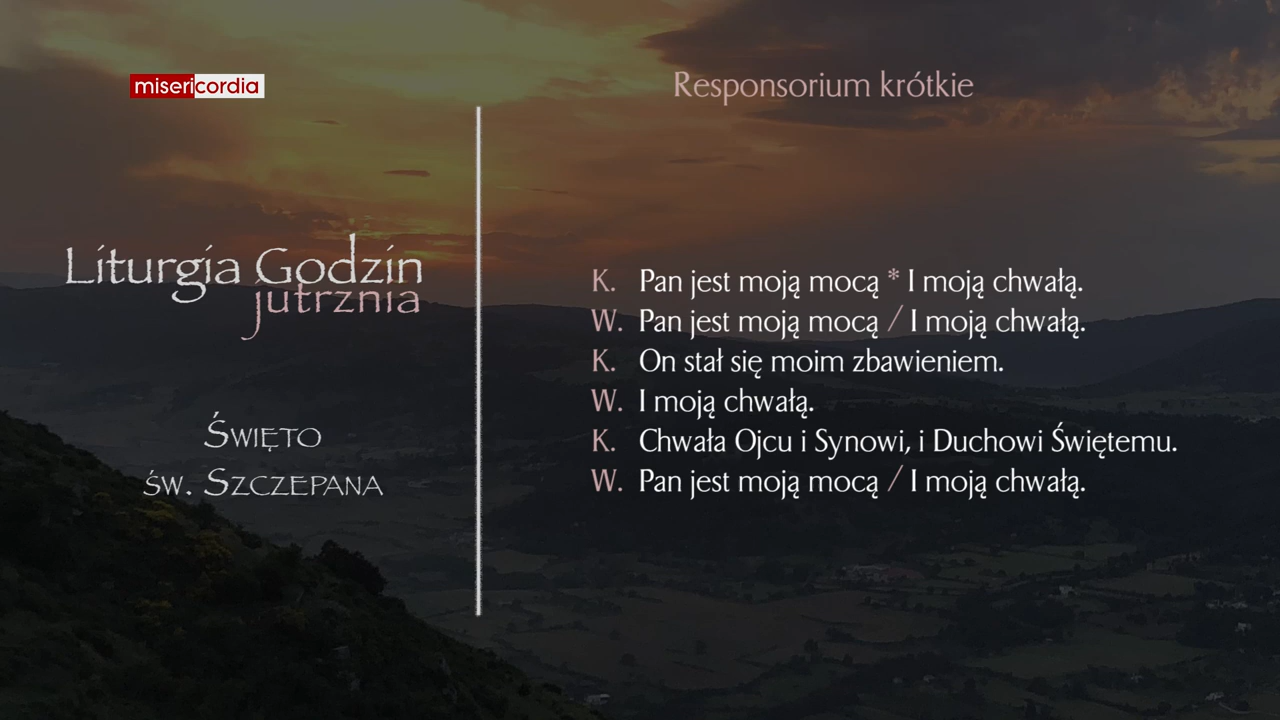 misericordia
Liturgia Godzin
jutrznia
Święto
św. Szczepana
Responsorium krótkie
K. Pan jest moją mocą * I moją chwałą.
W. Pan jest moją mocą / I moją chwałą.
K. On stał się moim zbawieniem.
W. I moją chwałą.
K. Chwała Ojcu i Synowi, i Duchowi Świętemu.
W. Pan jest moją mocą / I moją chwałą.